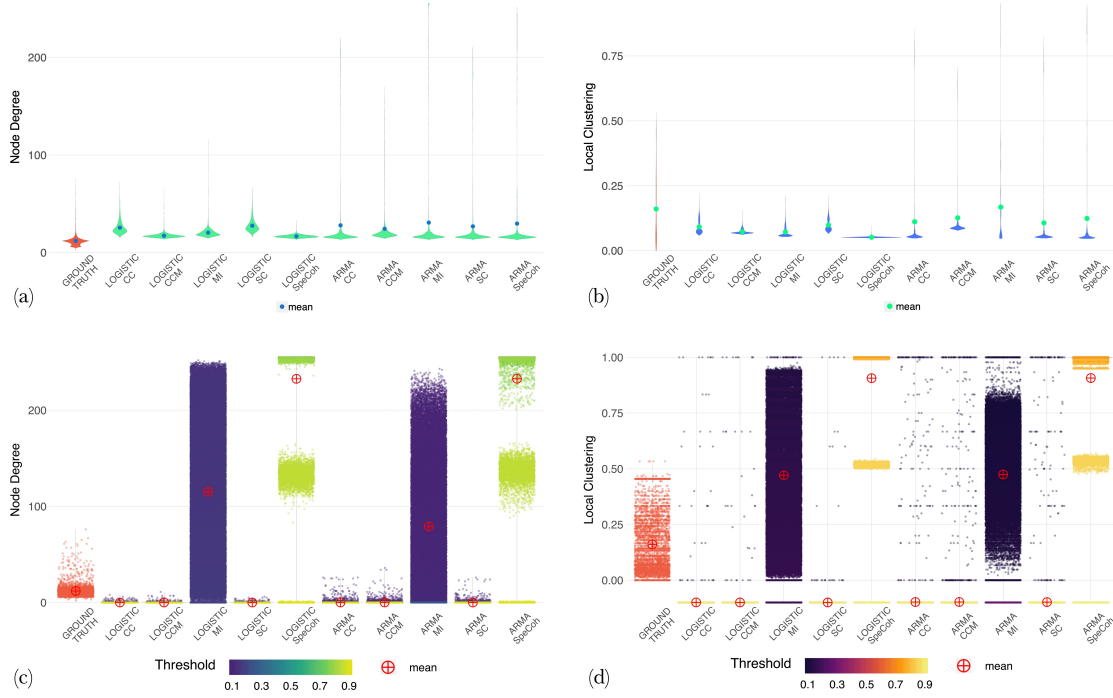 Node Degree
200
100
0
GROUND TRUTH
LOGISTIC CC
LOGISTIC CCM
LOGISTIC MI
LOGISTIC SC
LOGISTIC SpeCoh
ARMA CC
ARMA CCM
ARMA MI
ARMA SC
ARMA SpeCoh
(a)
mean
Local Clustering
0.75
0.50
0.25
0.00
GROUND TRUTH
LOGISTIC CC
LOGISTIC CCM
LOGISTIC MI
LOGISTIC SC
LOGISTIC SpeCoh
ARMA CC
ARMA CCM
ARMA MI
ARMA SC
ARMA SpeCoh
(b)
mean
Node Degree
200
100
0
GROUND TRUTH
LOGISTIC CC
LOGISTIC CCM
LOGISTIC MI
LOGISTIC SC
LOGISTIC SpeCoh
ARMA CC
ARMA CCM
ARMA MI
ARMA SC
ARMA SpeCoh
(c)
Threshold
0.1 0.3 0.7 0.9
mean
Local Clustering
1.00
0.75
0.50
0.25
0.00
GROUND TRUTH
LOGISTIC CC
LOGISTIC CCM
LOGISTIC MI
LOGISTIC SC
LOGISTIC SpeCoh
ARMA CC
ARMA CCM
ARMA MI
ARMA SC
ARMA SpeCoh
(d)
Threshold
0.1 0.3 0.7 0.9
mean